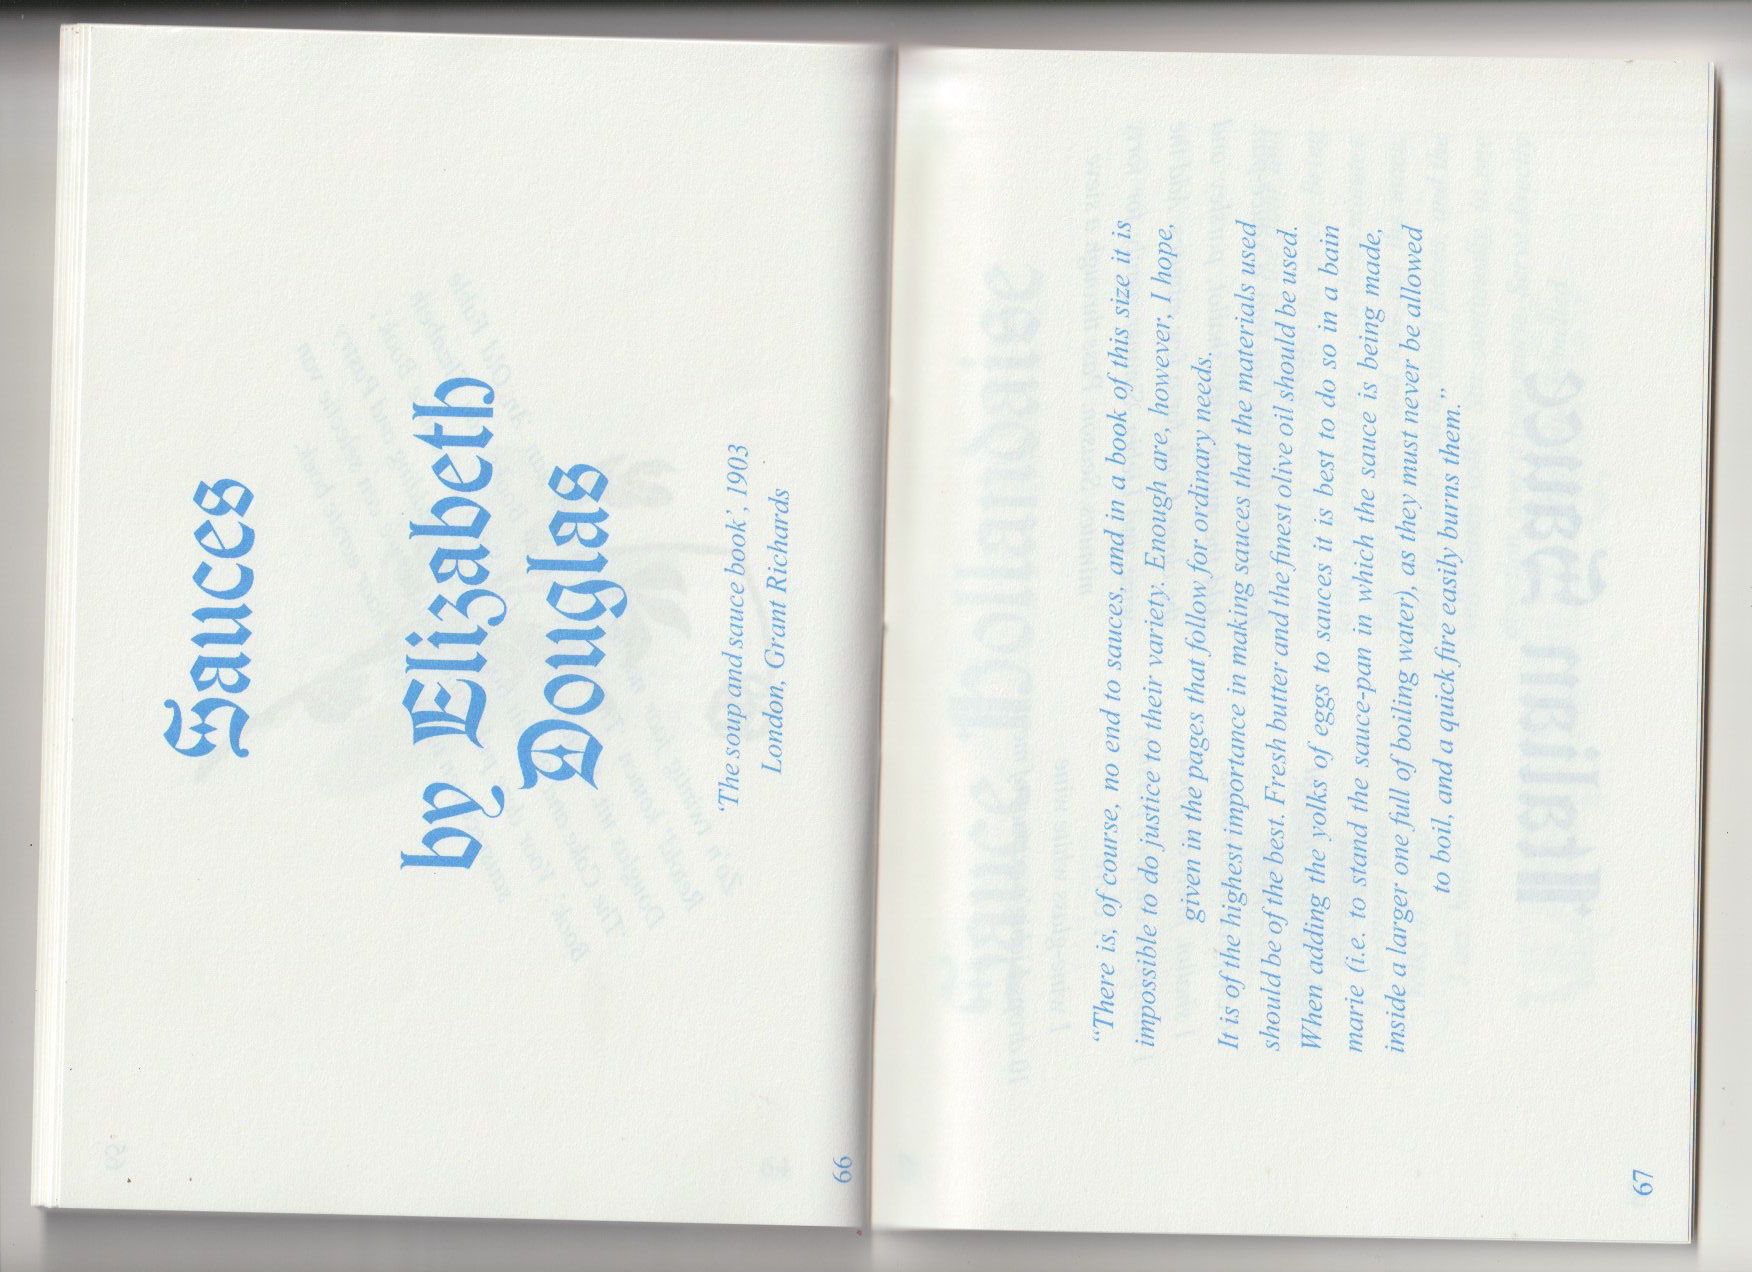 Sauces
by Elizabeth
Douglas
‘The soup and sauce book’, 1903
London, Grant Richards
66
“There is, of course, no end to sauces, and in a book of this size it is
impossible to do justice to their variety. Enough are, however, I hope,
given in the pages that follow for ordinary needs.
It is of the highest importance in making sauces that the materials used
should be of the best. Fresh butter and the finest olive oil should be used.
When adding the yolks of eggs to sauces it is best to do so in a bain
marie (i.e. to stand the sauce-pan in which the sauce is being made,
inside a larger one full of boiling water), as they must never be allowed
to boil, and a quick fire easily burns them.”
67